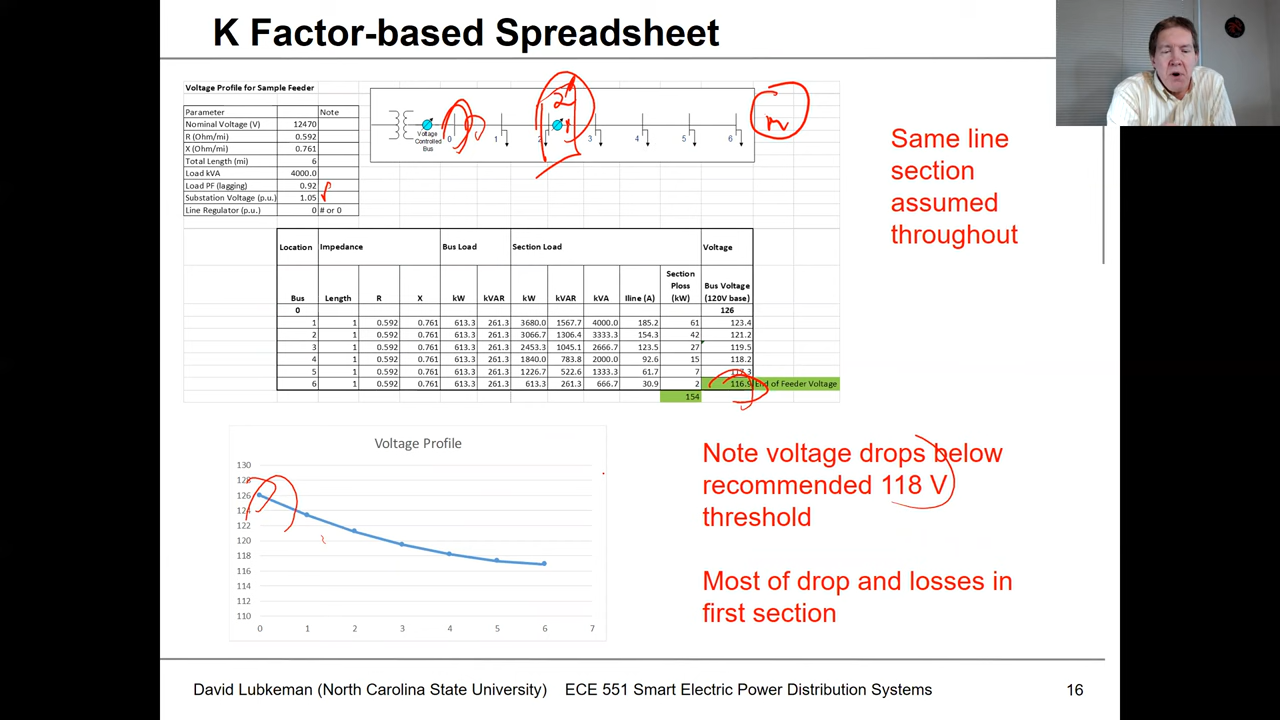 K Factor-based Spreadsheet
Voltage Profile for Sample Feeder
Parameter Note
Nominal Voltage (V) 12470
R (Ohm/mi) 0.592
X (Ohm/mi) 0.761
Total Length (mi) 6
Load kVA 4000.0
Load PF (lagging) 0.92
Substation Voltage (p.u.) 1.05
Line Regulator (p.u.) 0 # or 0
Voltage
Controlled
Bus
0 1 2 3 4 5 6
2
n
Same line
section
assumed
throughout
Location Impedance Bus Load Section Load Voltage
Section
Ploss Bus Voltage
Bus Length R X kW kVAR kW kVAR kVA Iline (A) (kW) (120V base)
0 126
1 1 0.592 0.761 613.3 261.3 3680.0 1567.7 4000.0 185.2 61 123.4
2 1 0.592 0.761 613.3 261.3 3066.7 1306.4 3333.3 154.3 42 121.2
3 1 0.592 0.761 613.3 261.3 2453.3 1045.1 2666.7 123.5 27 119.5
4 1 0.592 0.761 613.3 261.3 1840.0 783.8 2000.0 92.6 15 118.2
5 1 0.592 0.761 613.3 261.3 1226.7 522.6 1333.3 61.7 7 117.3
6 1 0.592 0.761 613.3 261.3 613.3 261.3 666.7 30.9 2 116.9 End of Feeder Voltage
154
Voltage Profile
130
128
126
124
122
120
118
116
114
112
110
0 1 2 3 4 5 6 7
Note voltage drops below
recommended 118 V
threshold
Most of drop and losses in
first section
David Lubkeman (North Carolina State University) ECE 551 Smart Electric Power Distribution Systems 16